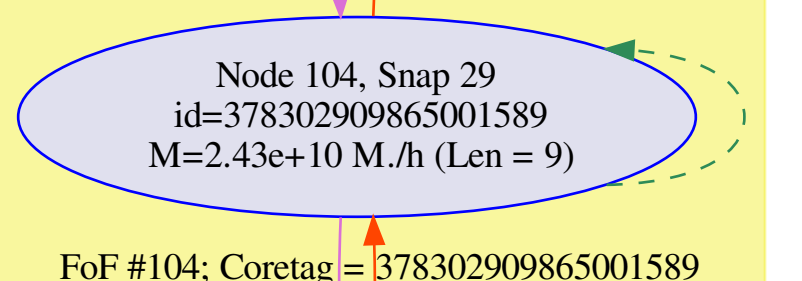 Node 104, Snap 29
id=378302909865001589
M=2.43e+10 M./h (Len = 9)
FoF #104; Coretag = 378302909865001589